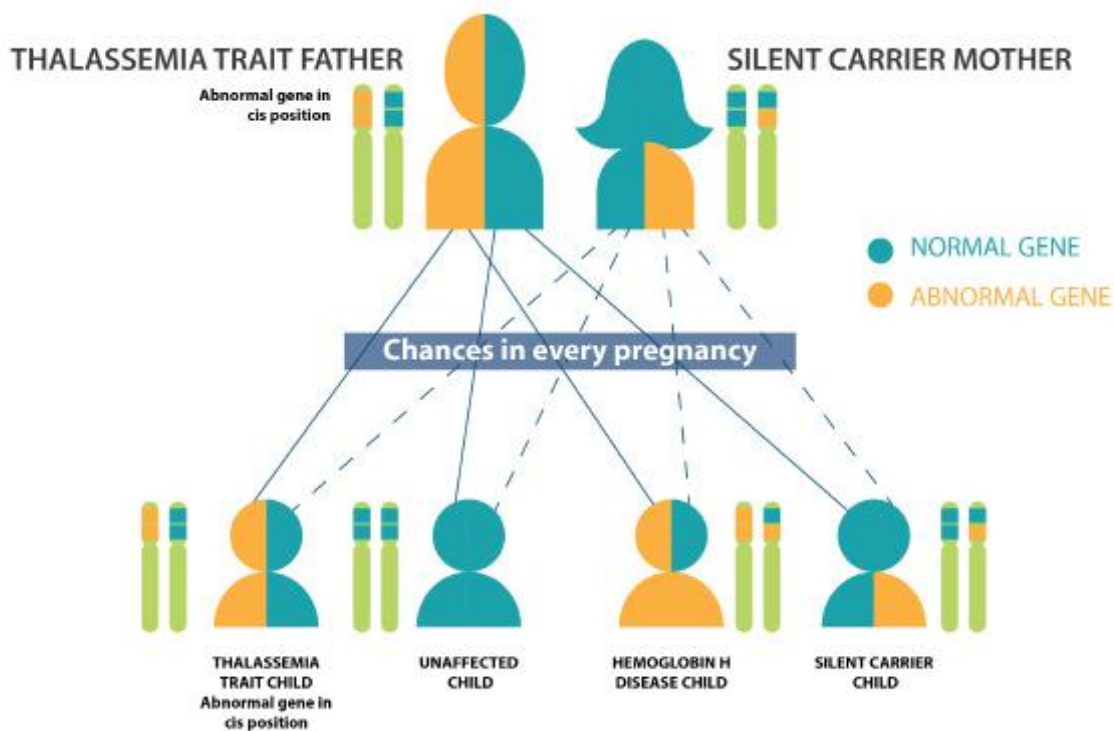 THALASSEMIA TRAIT FATHER
Abnormal gene in
cis position
SILENT CARRIER MOTHER
NORMAL GENE
ABNORMAL GENE
Chances in every pregnancy
THALASSEMIA
TRAIT CHILD
Abnormal gene in
cis position
UNAFFECTED
CHILD
HEMOGLOBIN H
DISEASE CHILD
SILENT CARRIER
CHILD